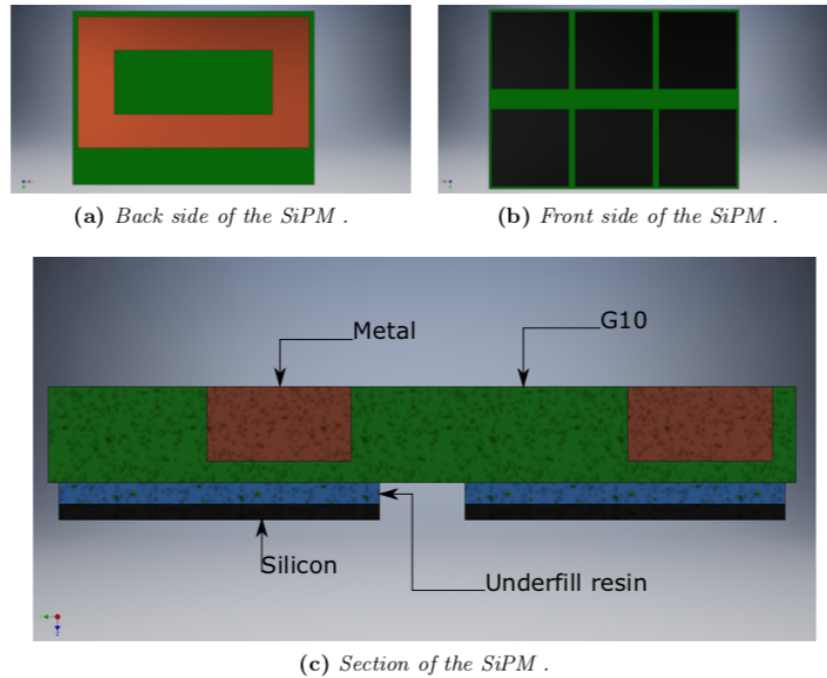 (a) Back side of the SiPM .
(b) Front side of the SiPM .
Metal
G10
Silicon
Underfill resin
(c) Section of the SiPM .